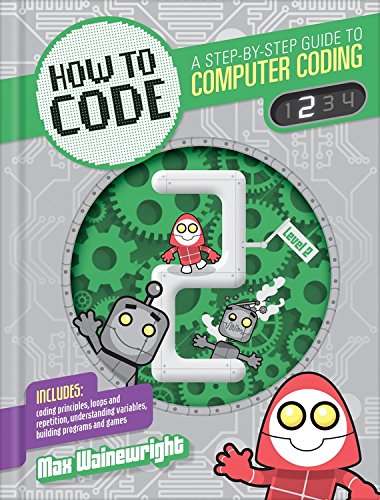 HOW TO
CODE
A STEP-BY-STEP GUIDE TO
COMPUTER CODING
1 2 3 4
2
Level 2
INCLUDES:
coding principles, loops and
repetition, understanding variables,
building programs and games
Max Wainewright